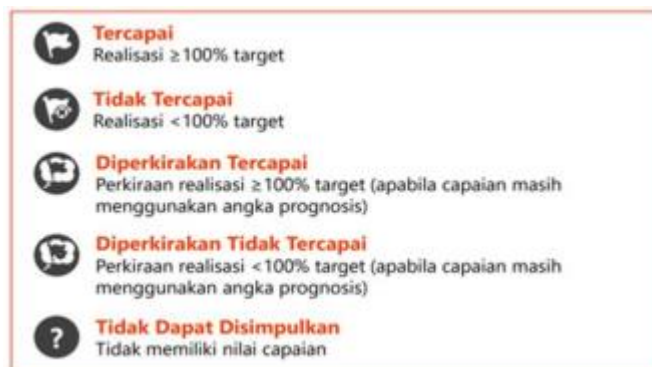 Tercapai
Realisasi ≥100% target
Tidak Tercapai
Realisasi <100% target
Diperkirakan Tercapai
Perkiraan realisasi ≥100% target (apabila capaian masih
menggunakan angka prognosis)
Diperkirakan Tidak Tercapai
Perkiraan realisasi <100% target (apabila capaian masih
menggunakan angka prognosis)
?
Tidak Dapat Disimpulkan
Tidak memiliki nilai capaian